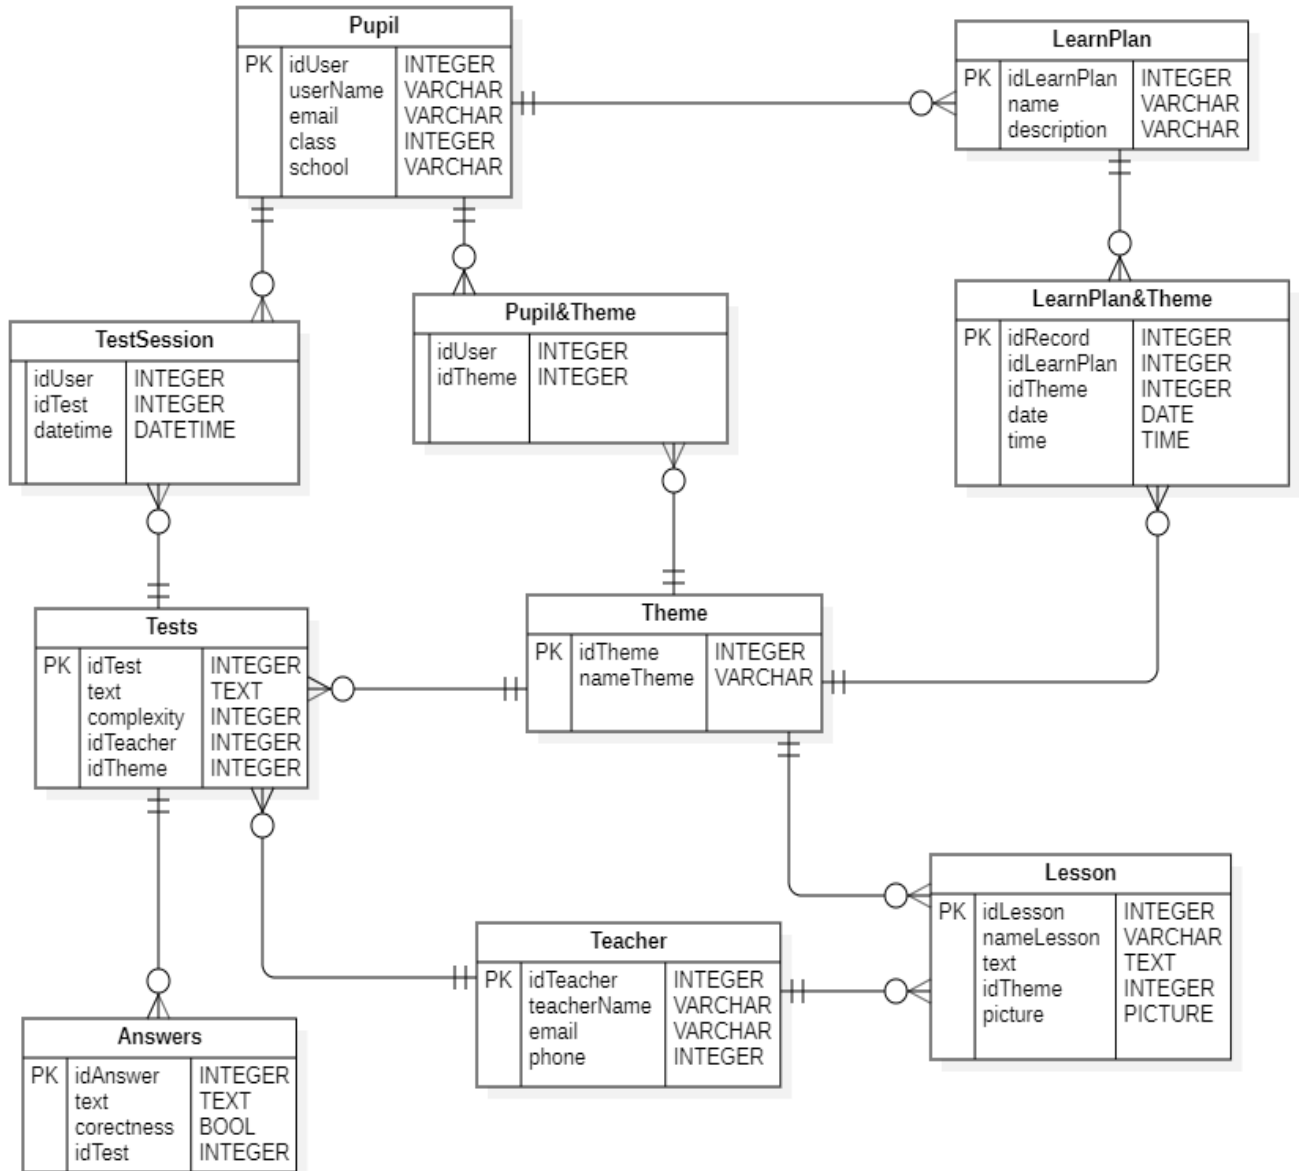 Pupil
PK idUser INTEGER
userName VARCHAR
email VARCHAR
class INTEGER
school VARCHAR
LearnPlan
PK idLearnPlan INTEGER
name VARCHAR
description VARCHAR
TestSession
idUser INTEGER
idTest INTEGER
datetime DATETIME
Pupil&Theme
idUser INTEGER
idTheme INTEGER
LearnPlan&Theme
PK idRecord INTEGER
idLearnPlan INTEGER
idTheme INTEGER
date DATE
time TIME
Tests
PK idTest INTEGER
text TEXT
complexity INTEGER
idTeacher INTEGER
idTheme INTEGER
Theme
PK idTheme INTEGER
nameTheme VARCHAR
Lesson
PK idLesson INTEGER
nameLesson VARCHAR
text TEXT
idTheme INTEGER
picture PICTURE
Teacher
PK idTeacher INTEGER
teacherName VARCHAR
email VARCHAR
phone INTEGER
Answers
PK idAnswer INTEGER
text TEXT
corectness BOOL
idTest INTEGER